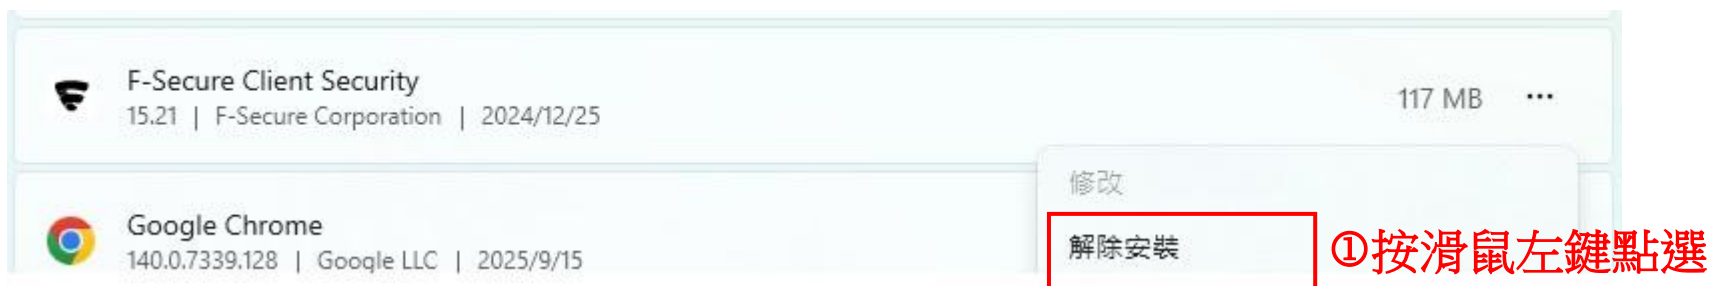 F-Secure Client Security
15.21 | F-Secure Corporation | 2024/12/25
117 MB
修改
Google Chrome
140.0.7339.128 | Google LLC | 2025/9/15
解除安裝
①按滑鼠左鍵點選